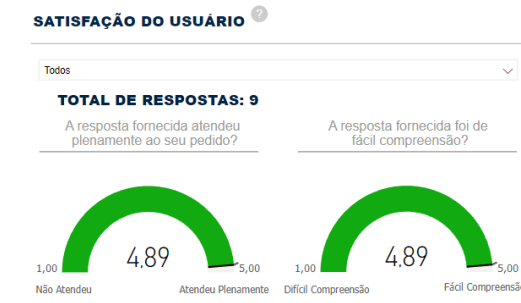 SATISFAÇÃO DO USUÁRIO ?
Todos
TOTAL DE RESPOSTAS: 9
A resposta fornecida atendeu
plenamente ao seu pedido?
1,00
4,89
5,00
Não Atendeu
Atendeu Plenamente
A resposta fornecida foi de
fácil compreensão?
1,00
4,89
5,00
Difícil Compreensão
Fácil Compreensão